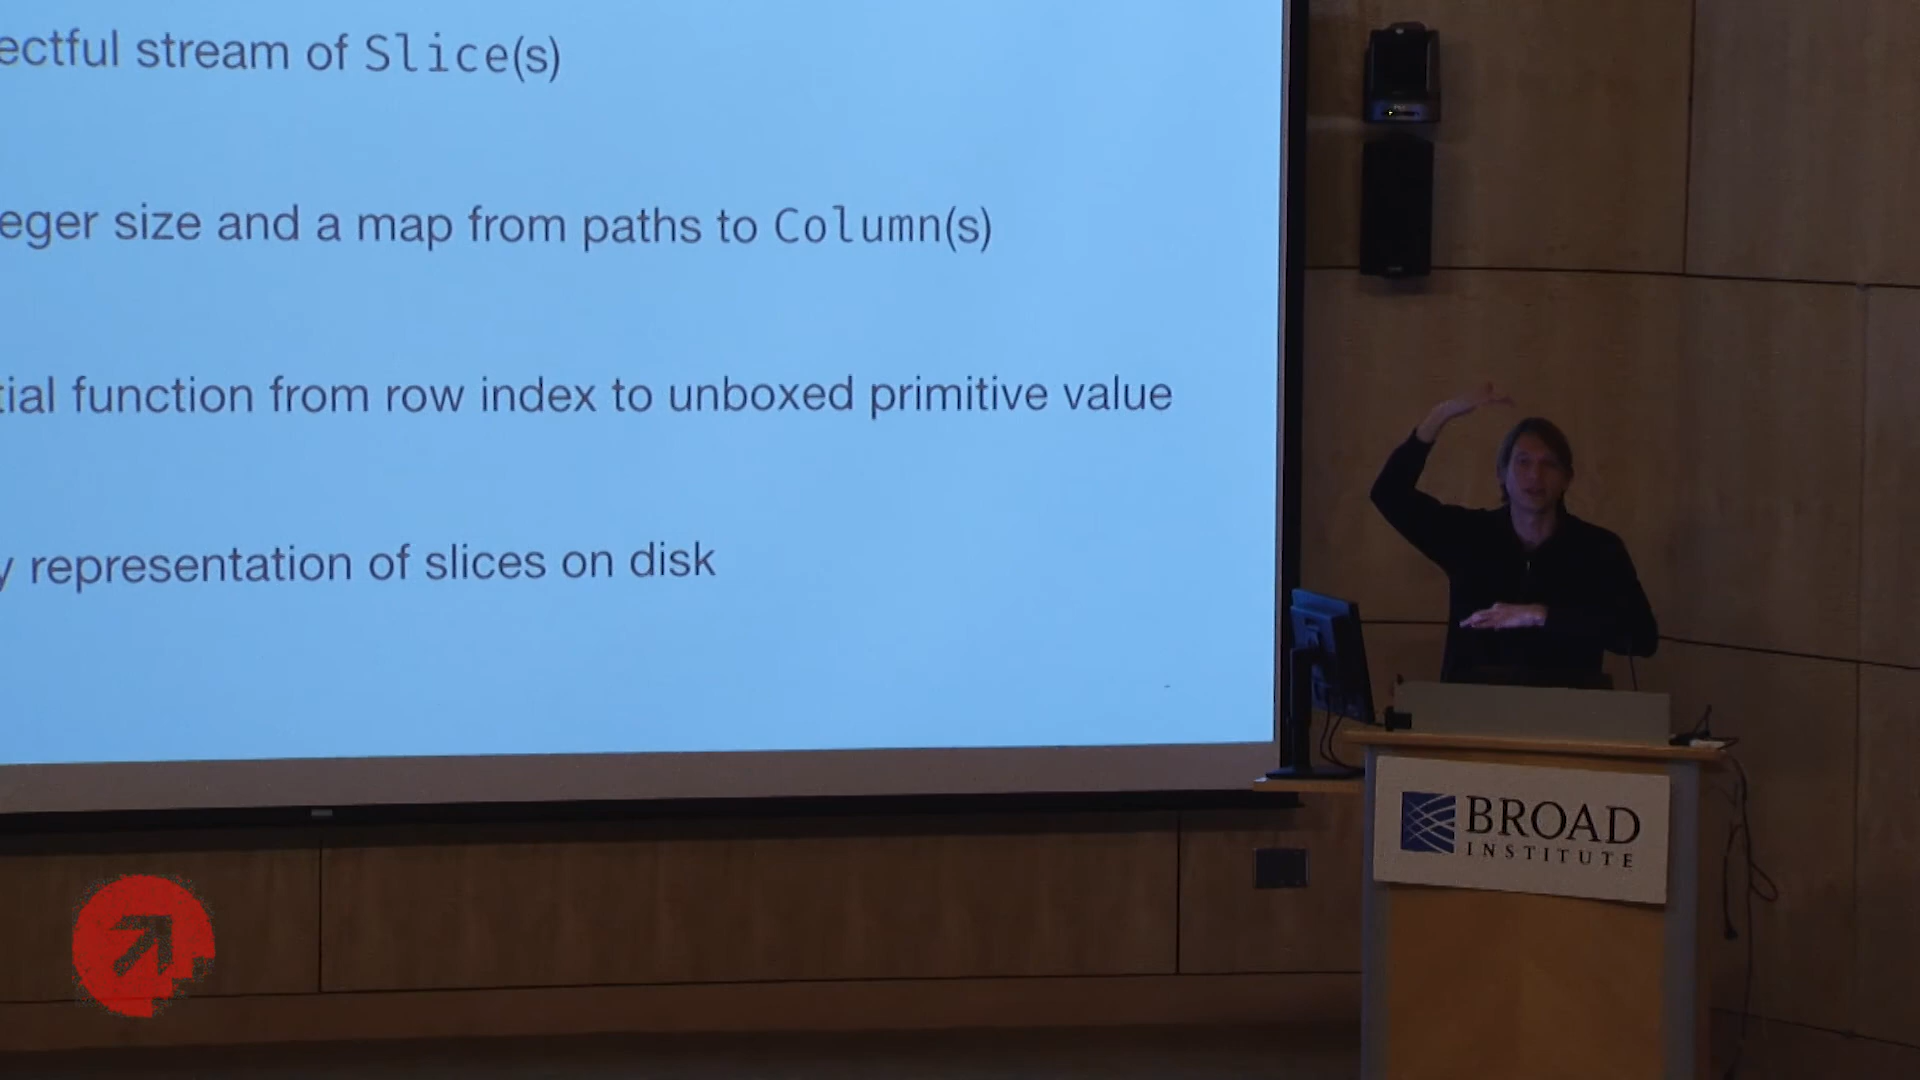 ectful stream of Slice(s)
eger size and a map from paths to Column(s)
tial function from row index to unboxed primitive value
y representation of slices on disk
BROAD
INSTITUTE